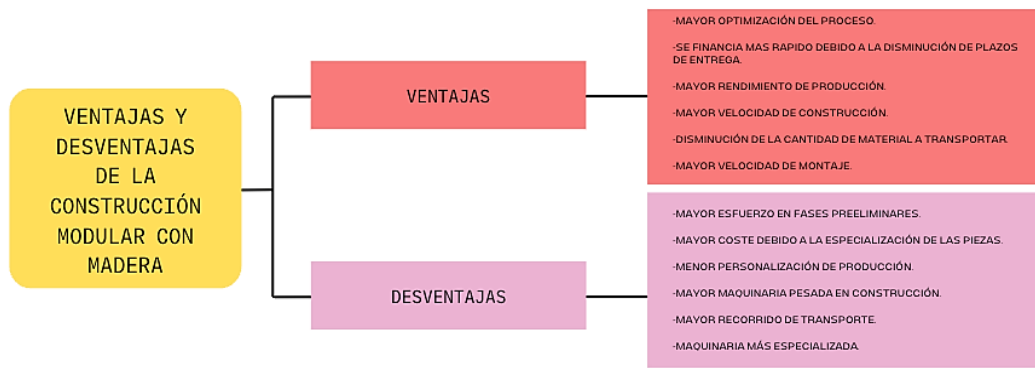 VENTAJAS Y
DESVENTAJAS
DE LA
CONSTRUCCIÓN
MODULAR CON
MADERA
VENTAJAS
-MAYOR OPTIMIZACIÓN DEL PROCESO.
-SE FINANCIA MAS RAPIDO DEBIDO A LA DISMINUCIÓN DE PLAZOS
DE ENTREGA.
-MAYOR RENDIMIENTO DE PRODUCCIÓN.
-MAYOR VELOCIDAD DE CONSTRUCCIÓN.
-DISMINUCIÓN DE LA CANTIDAD DE MATERIAL A TRANSPORTAR.
-MAYOR VELOCIDAD DE MONTAJE.
DESVENTAJAS
-MAYOR ESFUERZO EN FASES PREELIMINARES.
-MAYOR COSTE DEBIDO A LA ESPECIALIZACIÓN DE LAS PIEZAS.
-MENOR PERSONALIZACIÓN DE PRODUCCIÓN.
-MAYOR MAQUINARIA PESADA EN CONSTRUCCIÓN.
-MAYOR RECORRIDO DE TRANSPORTE.
-MAQUINARIA MÁS ESPECIALIZADA.